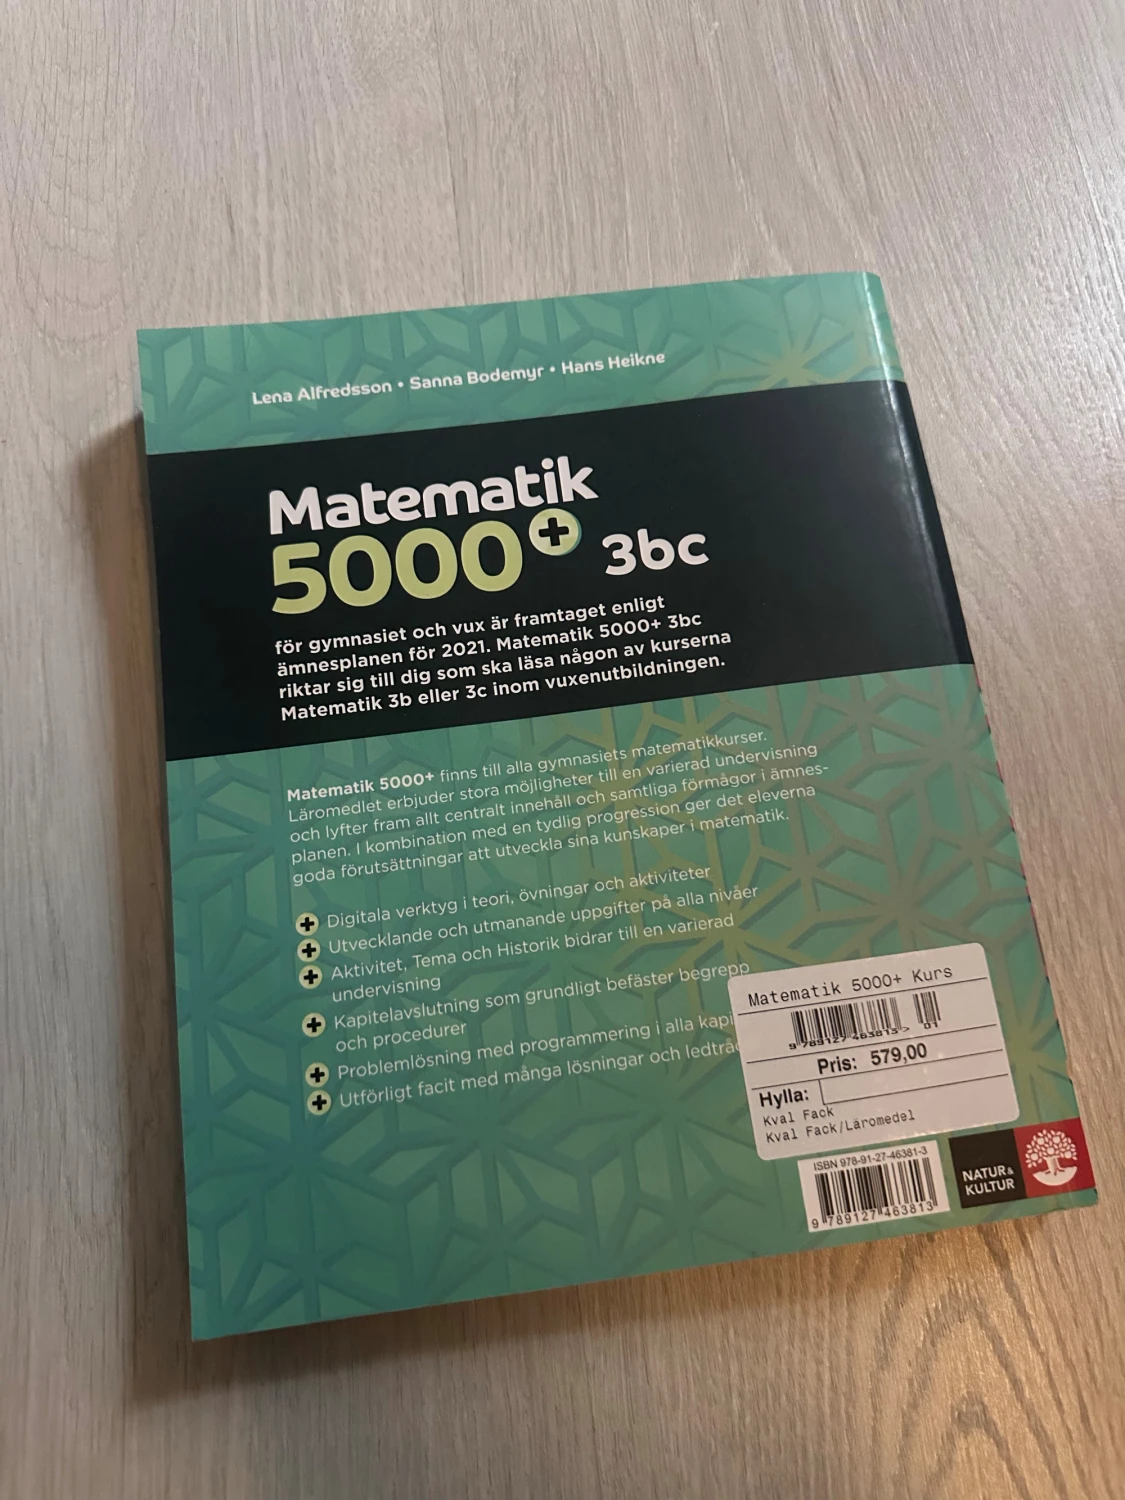 Lena Alfredsson • Sanna Bodemyr • Hans Heikne
Matematik
5000+ 3bc
för gymnasiet och vux är framtaget enligt
ämnesplanen för 2021. Matematik 5000+ 3bc
riktar sig till dig som ska läsa någon av kurserna
Matematik 3b eller 3c inom vuxenutbildningen.
Matematik 5000+ finns till alla gymnasiets matematikkurser.
Läromedlet erbjuder stora möjligheter till en varierad undervisning
och lyfter fram allt centralt innehåll och samtliga förmågor i ämnes-
planen. I kombination med en tydlig progression ger det eleverna
goda förutsättningar att utveckla sina kunskaper i matematik.
+ Digitala verktyg i teori, övningar och aktiviteter
+ Utvecklande och utmanande uppgifter på alla nivåer
+ Aktivitet, Tema och Historik bidrar till en varierad
undervisning
+ Kapitelavslutning som grundligt befäster begrepp
och procedurer
+ Problemlösning med programmering i alla kapi
+ Utförligt facit med många lösningar och ledtrå
Matematik 5000+ Kurs
9 789127 463813 > 01
Pris: 579,00
Hylla:
Kval Fack
Kval Fack/Läromedel
ISBN 978-91-27-46381-3
9 789127 463813
NATUR &
KULTUR